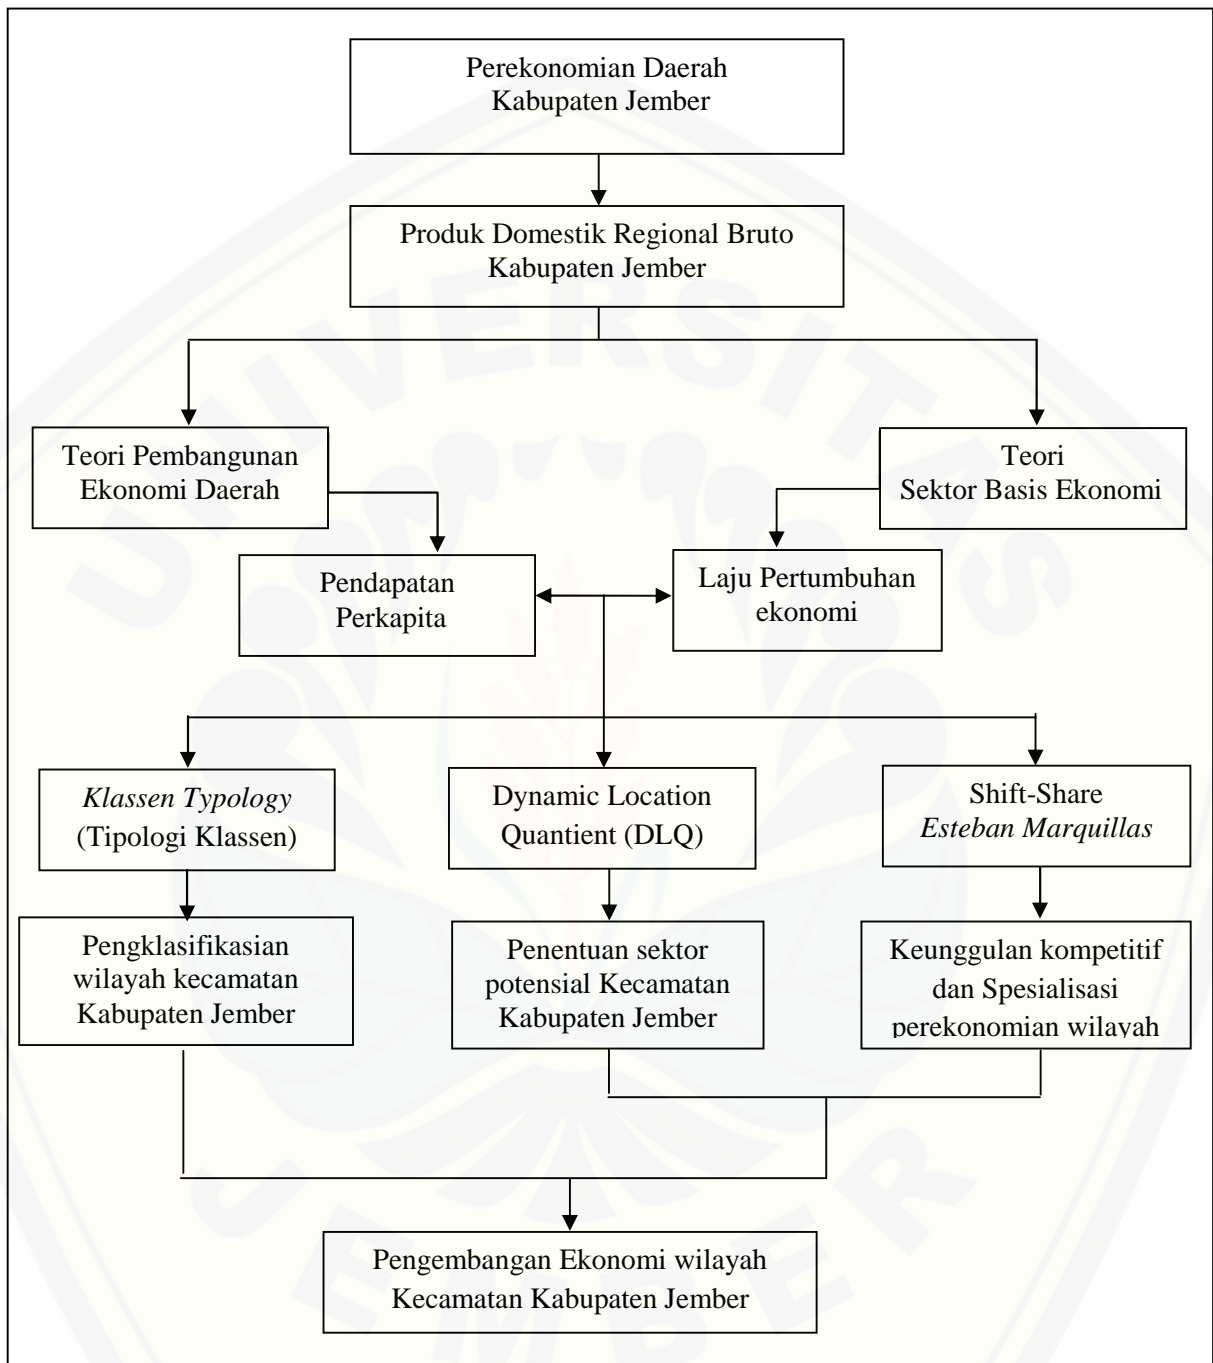 Perekonomian Daerah
Kabupaten Jember
Produk Domestik Regional Bruto
Kabupaten Jember
Teori Pembangunan
Ekonomi Daerah
Teori
Sektor Basis Ekonomi
Pendapatan
Perkapita
Laju Pertumbuhan
ekonomi
Klassen Typology
(Tipologi Klassen)
Dynamic Location
Quantient (DLQ)
Shift-Share
Esteban Marquillas
Pengklasifikasian
wilayah kecamatan
Kabupaten Jember
Penentuan sektor
potensial Kecamatan
Kabupaten Jember
Keunggulan kompetitif
dan Spesialisasi
perekonomian wilayah
Pengembangan Ekonomi wilayah
Kecamatan Kabupaten Jember
UNIVERSITAS
JEMBER